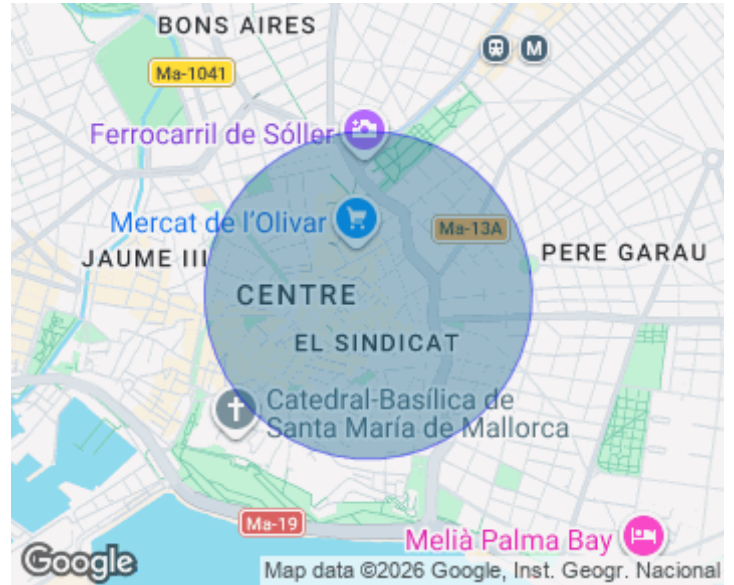 BONS AIRES
Ma-1041
M
Ferrocarril de Sóller
Mercat de l'Olivar
Ma-13A
JAUME III
PERE GARAU
CENTRE
EL SINDICAT
Catedral-Basílica de
Santa María de Mallorca
Ma-19
Melià Palma Bay
Google
Map data ©2026 Google, Inst. Geogr. Nacional